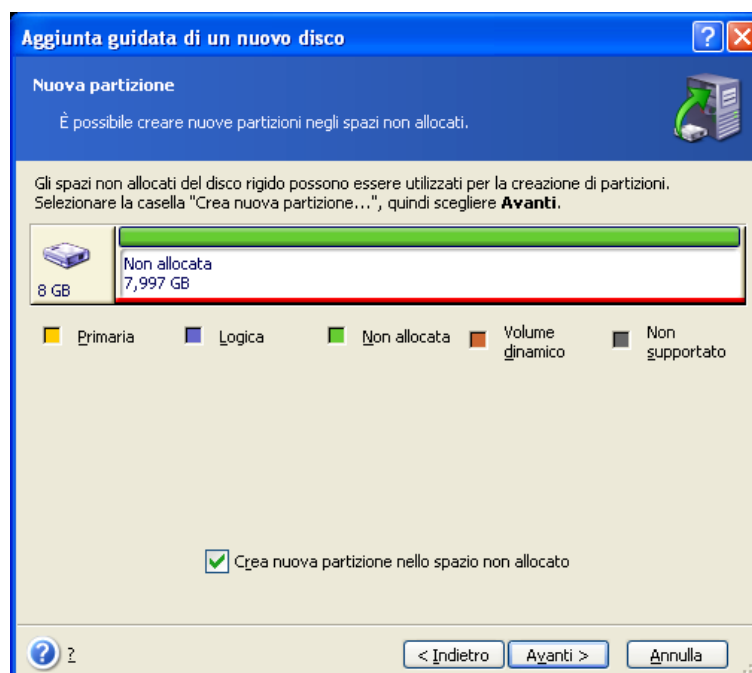 Aggiunta guidata di un nuovo disco
Nuova partizione
È possibile creare nuove partizioni negli spazi non allocati.
Gli spazi non allocati del disco rigido possono essere utilizzati per la creazione di partizioni.
Selezionare la casella "Crea nuova partizione...", quindi scegliere Avanti.
8 GB
Non allocata
7,997 GB
Primaria
Logica
Non allocata
Volume
dinamico
Non
supportato
Crea nuova partizione nello spazio non allocato
?
< Indietro
Avanti >
Annulla